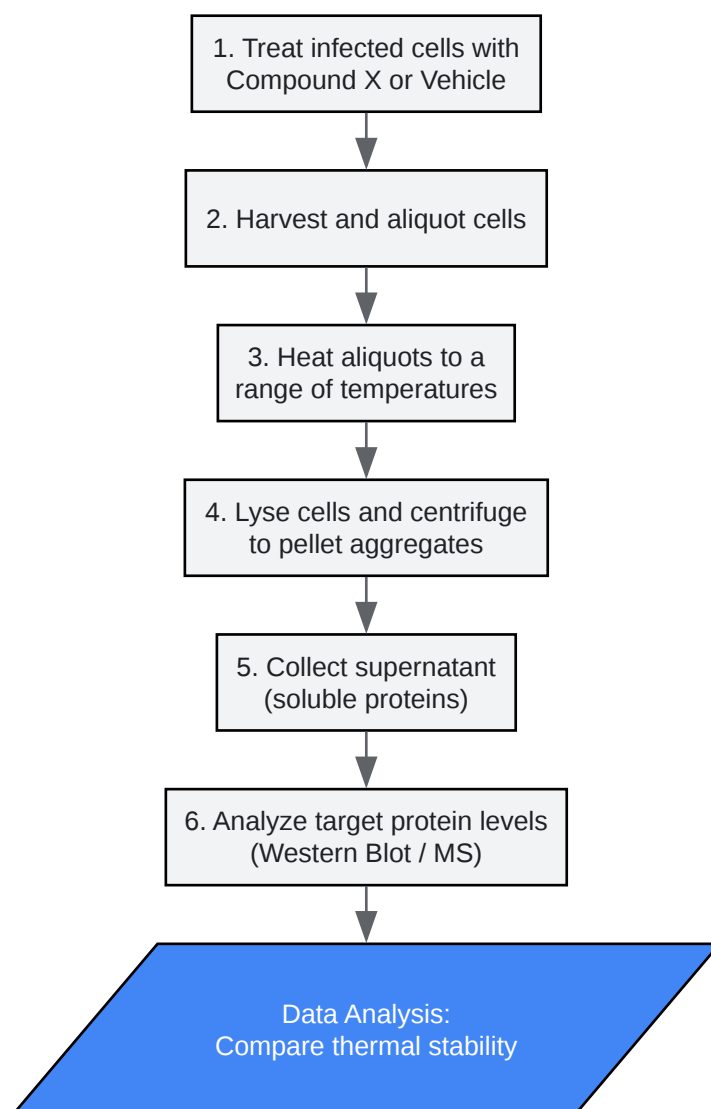 1. Treat infected cells with
Compound X or Vehicle
2. Harvest and aliquot cells
3. Heat aliquots to a
range of temperatures
4. Lyse cells and centrifuge
to pellet aggregates
5. Collect supernatant
(soluble proteins)
6. Analyze target protein levels
(Western Blot / MS)
Data Analysis:
Compare thermal stability